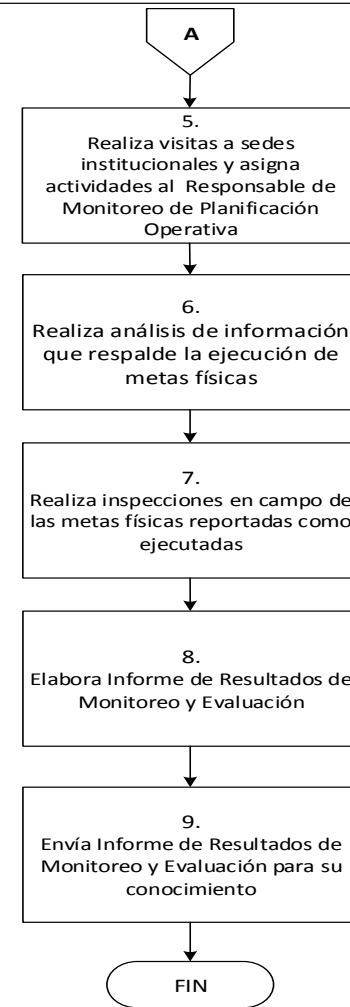 A
5.
Realiza visitas a sedes
institucionales y asigna
actividades al Responsable de
Monitoreo de Planificación
Operativa
6.
Realiza análisis de información
que respalde la ejecución de
metas físicas
7.
Realiza inspecciones en campo de
las metas físicas reportadas como
ejecutadas
8.
Elabora Informe de Resultados de
Monitoreo y Evaluación
9.
Envía Informe de Resultados de
Monitoreo y Evaluación para su
conocimiento
FIN